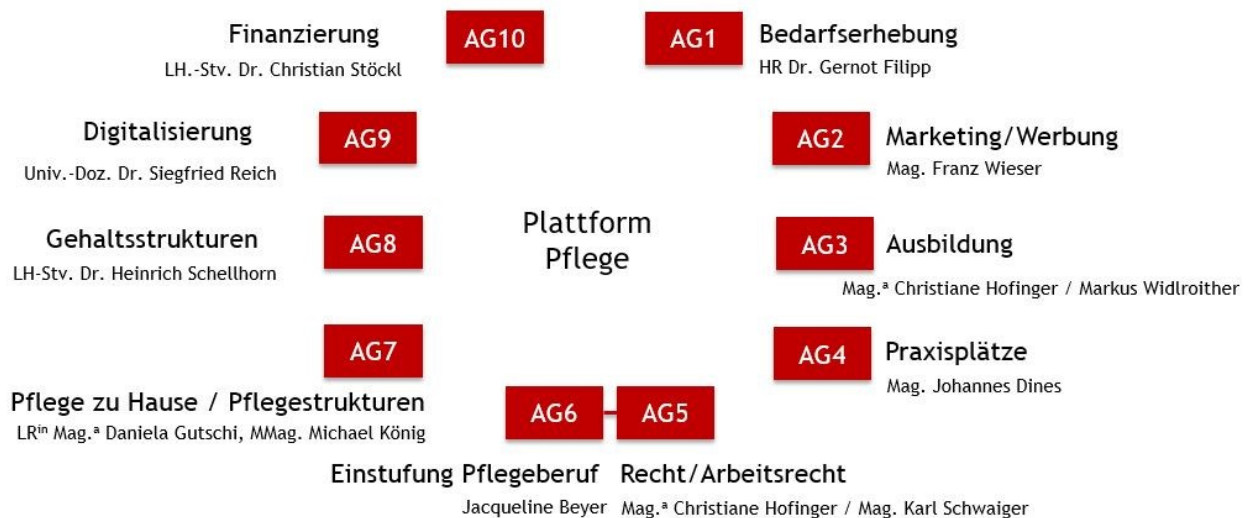 Finanzierung
LH.-Stv. Dr. Christian Stöckl
AG10
AG1
Bedarfserhebung
HR Dr. Gernot Filipp
Digitalisierung
Univ.-Doz. Dr. Siegfried Reich
AG9
AG2
Marketing/Werbung
Mag. Franz Wieser
Gehaltsstrukturen
LH-Stv. Dr. Heinrich Schellhorn
AG8
Plattform
Pflege
AG3
Ausbildung
Mag.ª Christiane Hofinger / Markus Widlroither
AG7
Pflege zu Hause / Pflegestrukturen
LRⁱⁿ Mag.ª Daniela Gutschi, MMag. Michael König
AG4
Praxisplätze
Mag. Johannes Dines
AG6
AG5
Einstufung Pflegeberuf
Jacqueline Beyer
Recht/Arbeitsrecht
Mag.ª Christiane Hofinger / Mag. Karl Schwaiger